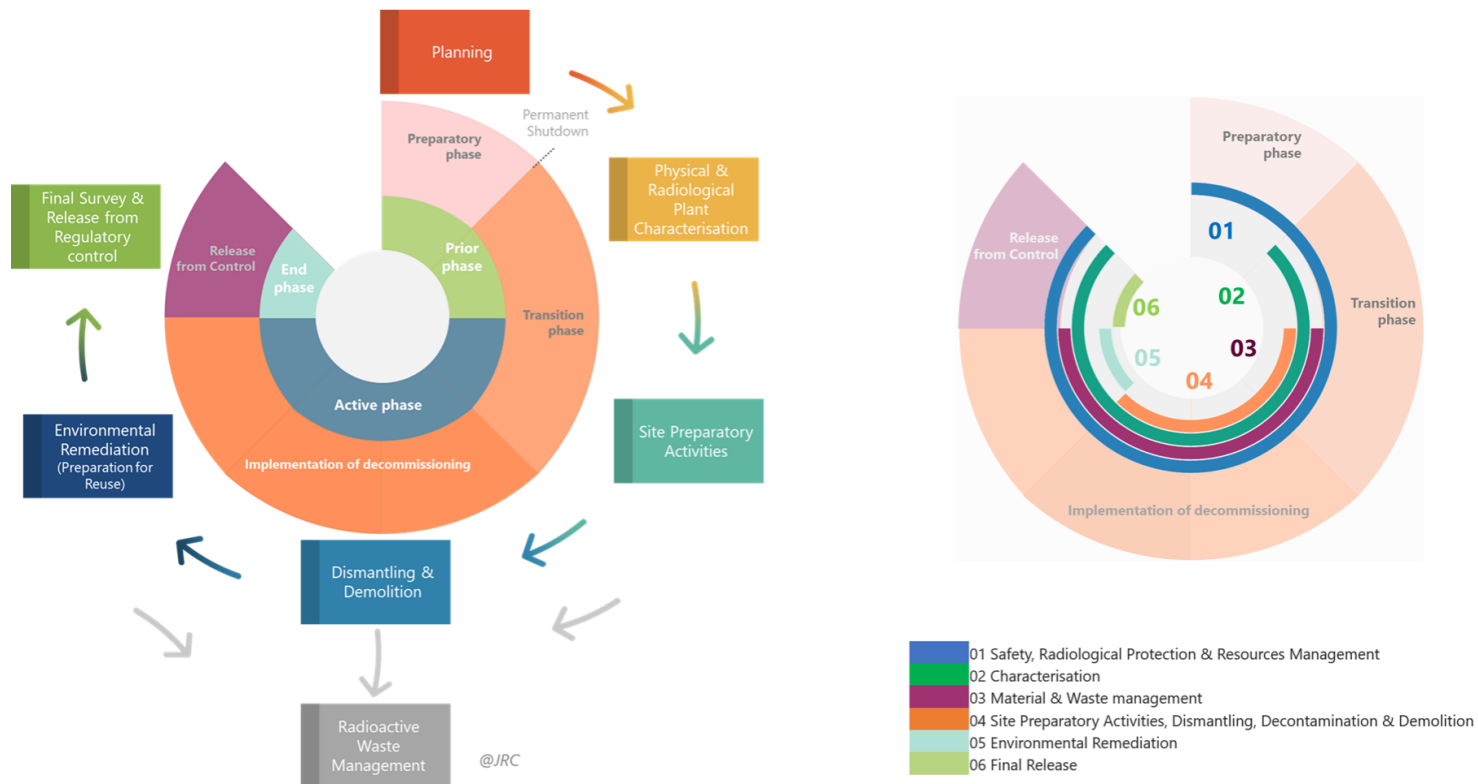 Planning
Permanent
Shutdown
Preparatory
phase
Physical &
Radiological
Plant
Characterisation
Final Survey &
Release from
Regulatory
control
Release
from Control
End
phase
Prior
phase
Transition
phase
Active phase
Implementation of decommissioning
Site Preparatory
Activities
Environmental
Remediation
(Preparation for
Reuse)
Dismantling &
Demolition
Radioactive
Waste
Management
@JRC
Preparatory
phase
Release
from Control
Transition
phase
Implementation of decommissioning
01
02
03
04
05
06
01 Safety, Radiological Protection & Resources Management
02 Characterisation
03 Material & Waste management
04 Site Preparatory Activities, Dismantling, Decontamination & Demolition
05 Environmental Remediation
06 Final Release